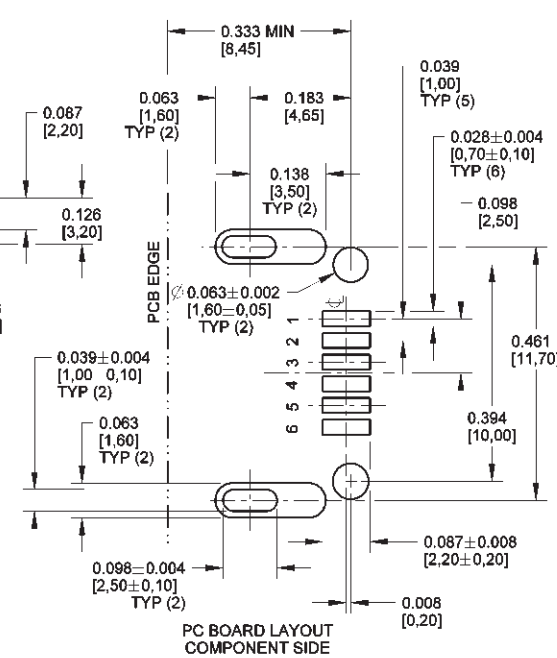 0.333 MIN
[8,45]
0.039
[1,00]
TYP (5)
0.063
[1,60]
TYP (2)
0.183
[4,65]
0.087
[2,20]
0.028±0.004
[0,70±0,10]
TYP (6)
0.138
[3,50]
TYP (2)
0.098
[2,50]
0.126
[3,20]
PCB EDGE
Ø 0.063±0.002
[1,60±0,05]
TYP (2)
1
2
3
4
5
6
0.461
[11,70]
0.039±0.004
[1,00 0,10]
TYP (2)
0.394
[10,00]
0.063
[1,60]
TYP (2)
0.087±0.008
[2,20±0,20]
0.098±0.004
[2,50±0,10]
TYP (2)
0.008
[0,20]
PC BOARD LAYOUT
COMPONENT SIDE